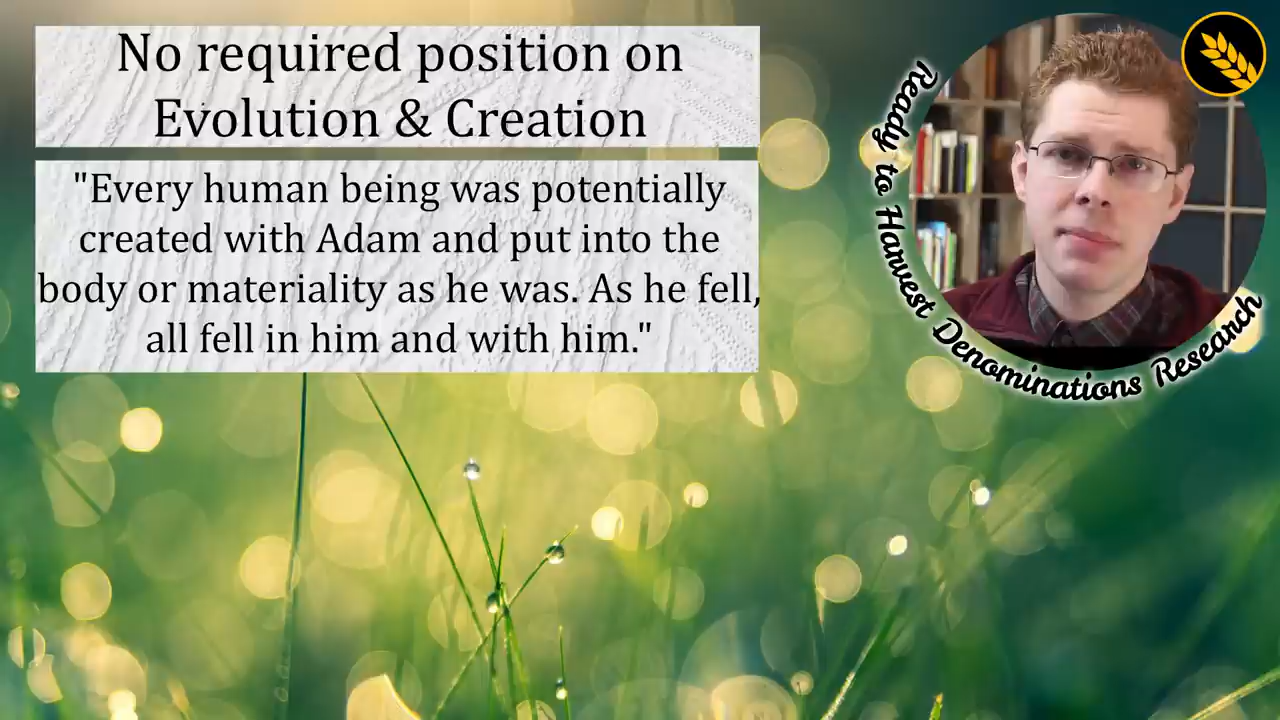 No required position on
Evolution & Creation
"Every human being was potentially
created with Adam and put into the
body or materiality as he was. As he fell,
all fell in him and with him."
Ready to Harvest Denominations Research